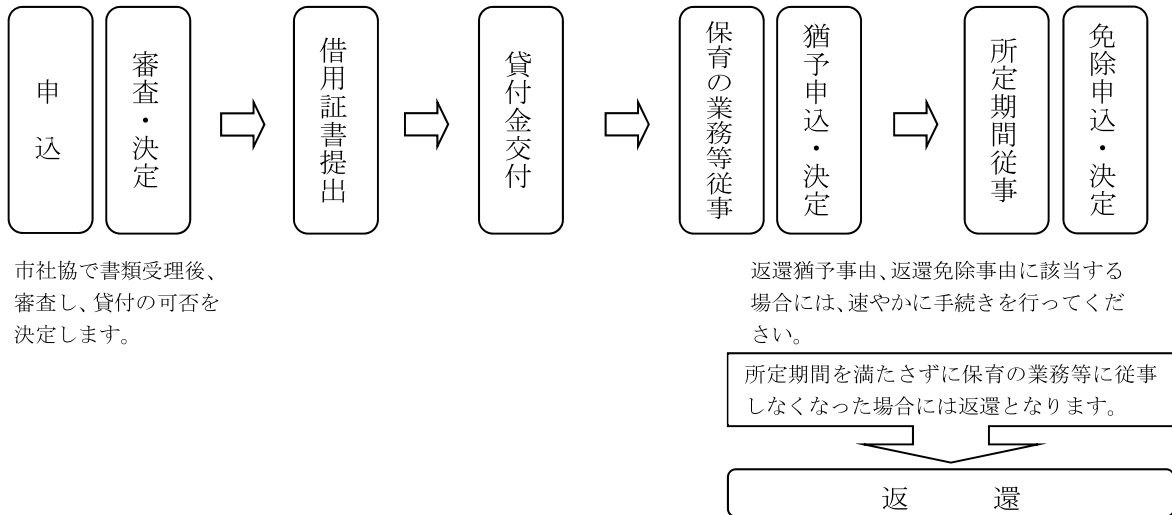 申込
審査・決定
借用証書提出
貸付金交付
保育の業務等従事
猶予申込・決定
所定期間従事
免除申込・決定
市社協で書類受理後、
審査し、貸付の可否を
決定します。
返還猶予事由、返還免除事由に該当する
場合には、速やかに手続きを行ってくだ
さい。
所定期間を満たさずに保育の業務等に従事
しなくなった場合には返還となります。
返　還